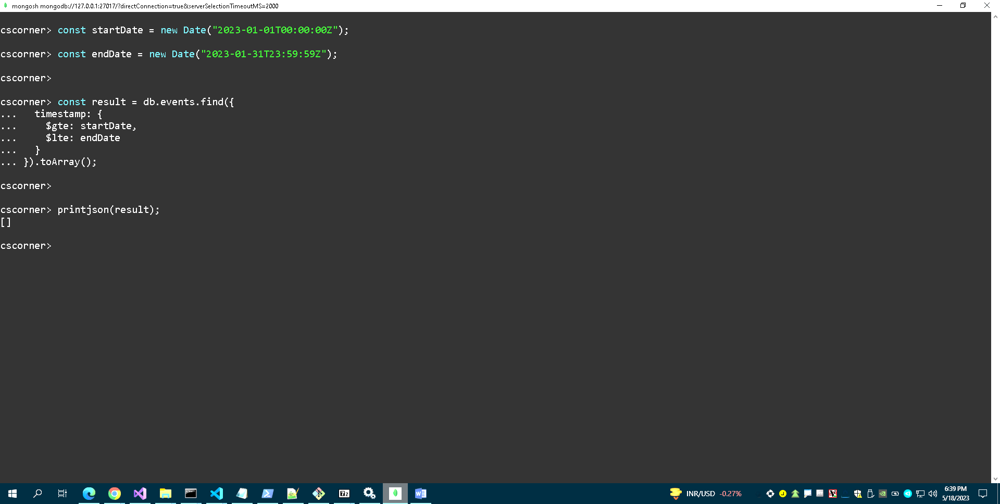 mongosh mongodb://127.0.0.1:27017/?directConnection=true&serverSelectionTimeoutMS=2000
cscorner> const startDate = new Date("2023-01-01T00:00:00Z");
cscorner> const endDate = new Date("2023-01-31T23:59:59Z");
cscorner>
cscorner> const result = db.events.find({
...   timestamp: {
...     $gte: startDate,
...     $lte: endDate
...   }
... }).toArray();
cscorner>
cscorner> printjson(result);
[]
cscorner>
INR/USD -0.27%
6:39 PM
5/18/2023